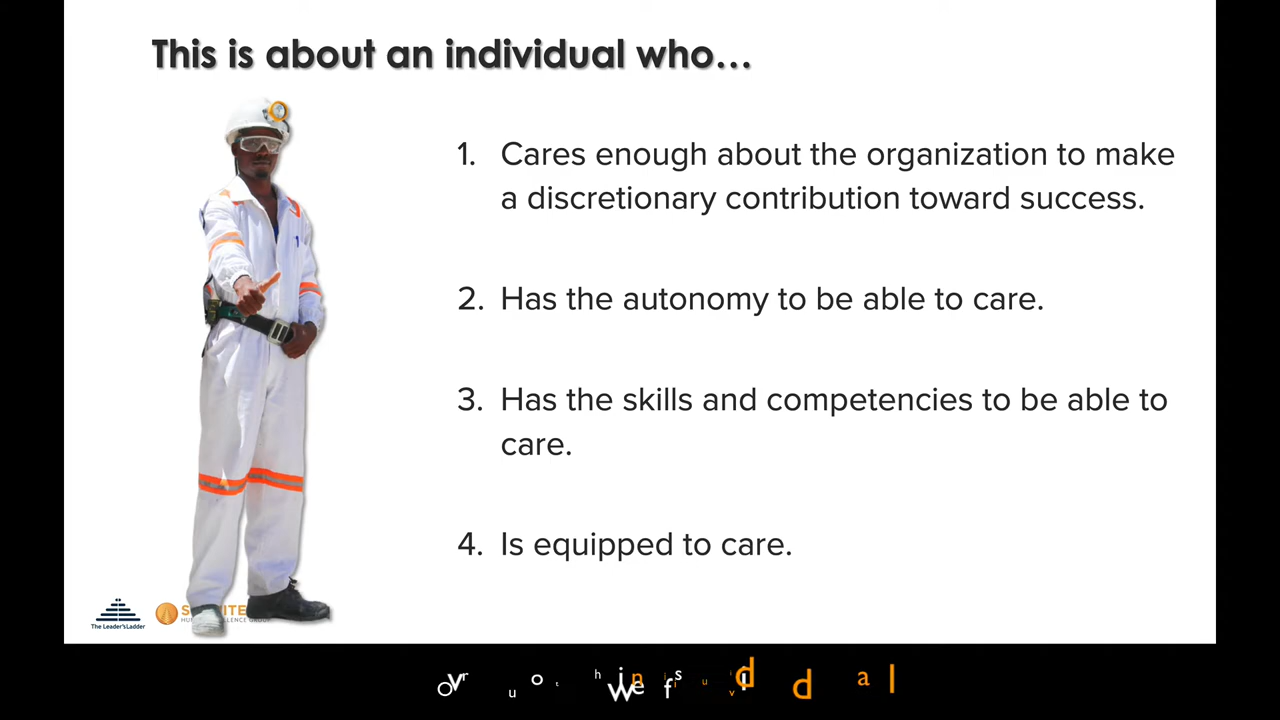 This is about an individual who...
1. Cares enough about the organization to make
a discretionary contribution toward success.
2. Has the autonomy to be able to care.
3. Has the skills and competencies to be able to
care.
4. Is equipped to care.
The Leader'sLadder